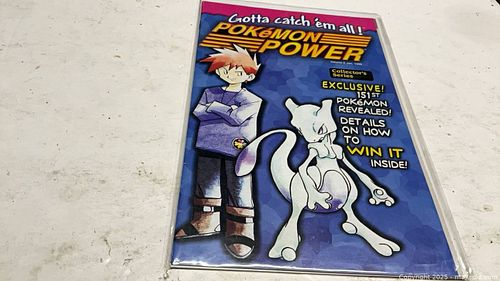 Gotta catch 'em all!
POKéMON
POWER
Collector's
Series
EXCLUSIVE!
151ST
POKéMON
REVEALED!
DETAILS
ON HOW
TO
WIN IT
INSIDE!